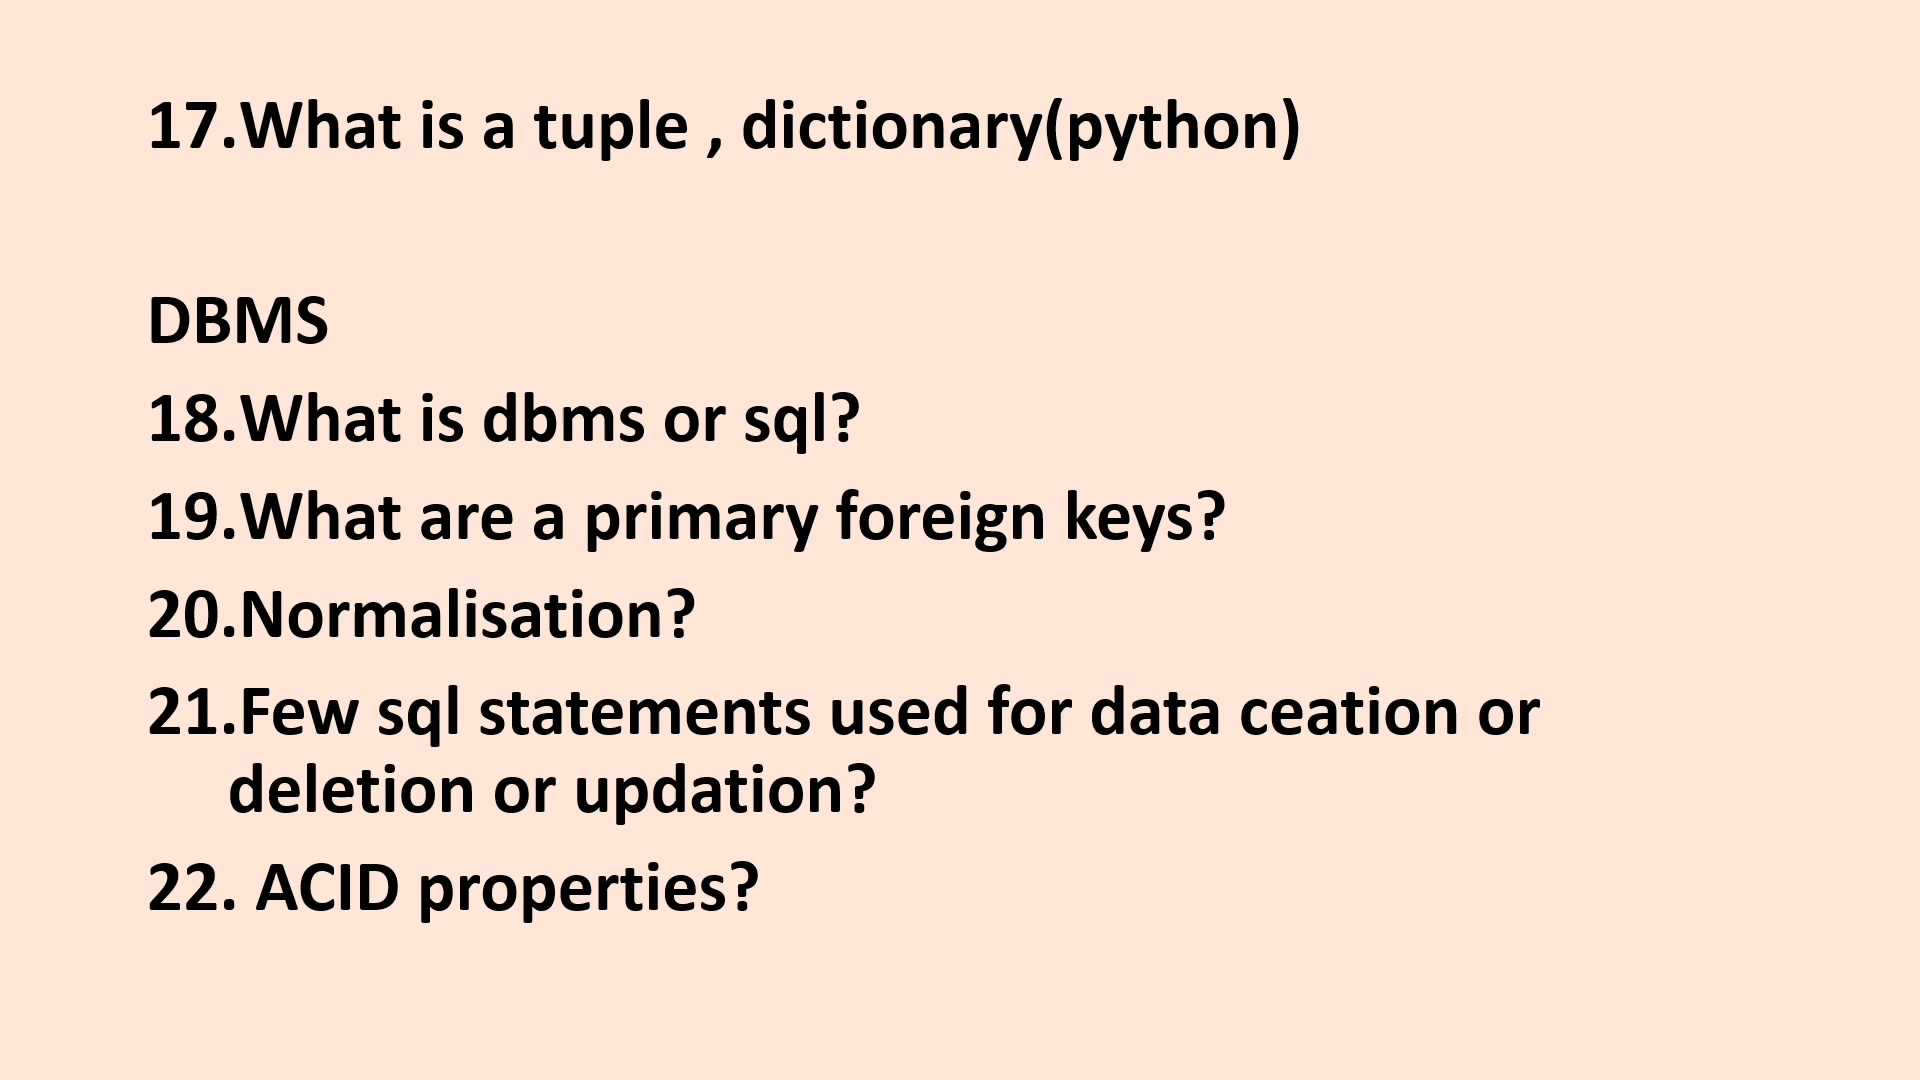 17.What is a tuple , dictionary(python)
DBMS
18.What is dbms or sql?
19.What are a primary foreign keys?
20.Normalisation?
21.Few sql statements used for data ceation or
deletion or updation?
22. ACID properties?